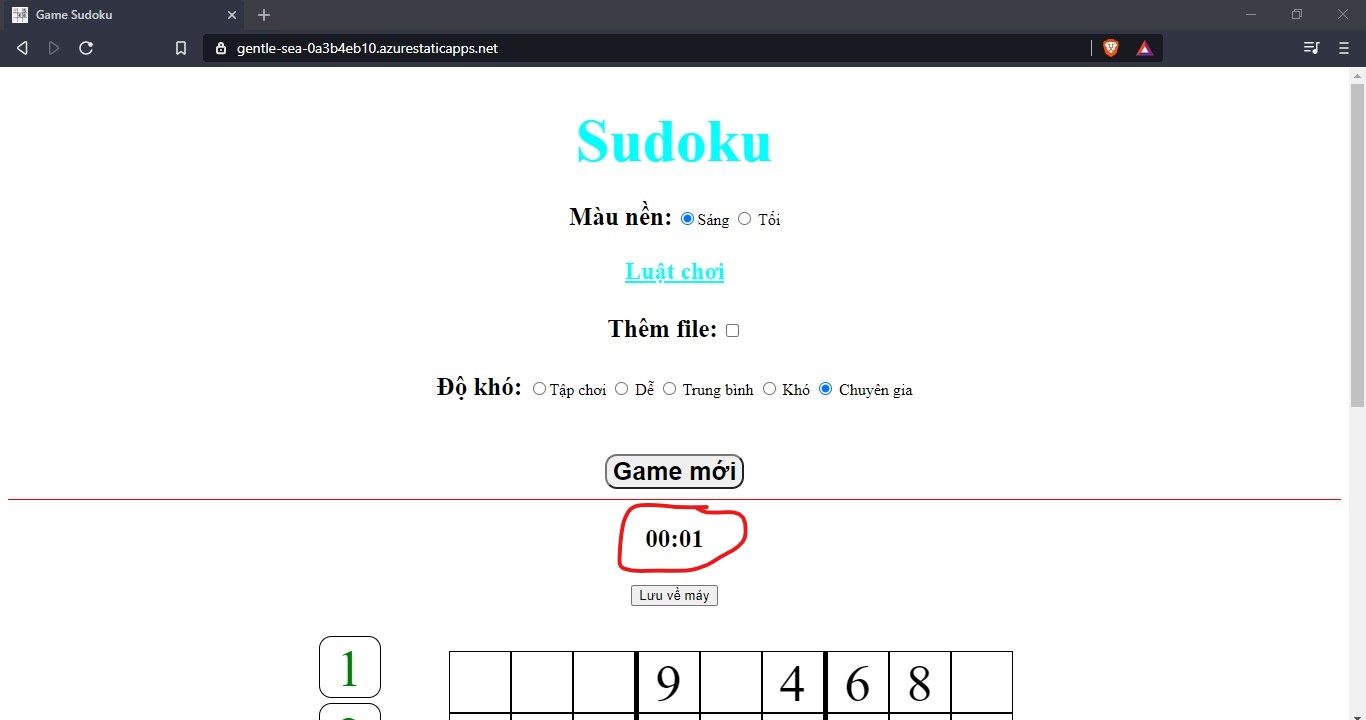 Game Sudoku
gentle-sea-0a3b4eb10.azurestaticapps.net
Sudoku
Màu nền: Sáng Tối
Luật chơi
Thêm file:
Độ khó: Tập chơi Dễ Trung bình Khó Chuyên gia
Game mới
00:01
Lưu về máy
1
9 4 6 8